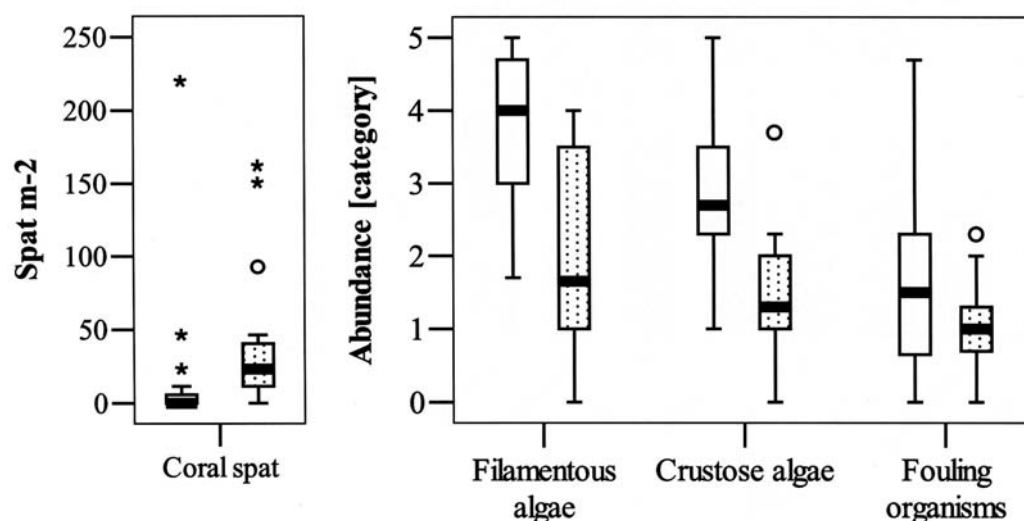 Spat m-2
250
200
150
100
50
0
Coral spat
Abundance [category]
5
4
3
2
1
0
Filamentous
algae
Crustose algae
Fouling
organisms